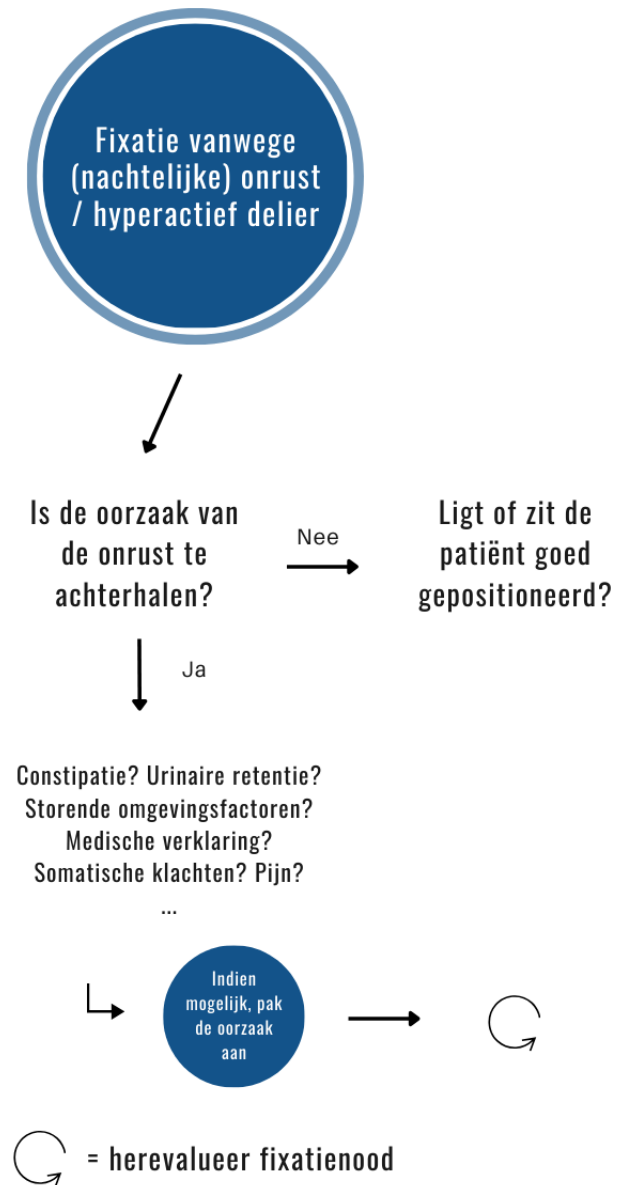 Fixatie vanwege
(nachtelijke) onrust
/ hyperactief delier
Is de oorzaak van
de onrust te
achterhalen?
Nee
Ligt of zit de
patiënt goed
gepositioneerd?
Ja
Constipatie? Urinaire retentie?
Storende omgevingsfactoren?
Medische verklaring?
Somatische klachten? Pijn?
...
Indien
mogelijk, pak
de oorzaak
aan
= herevalueer fixatienood